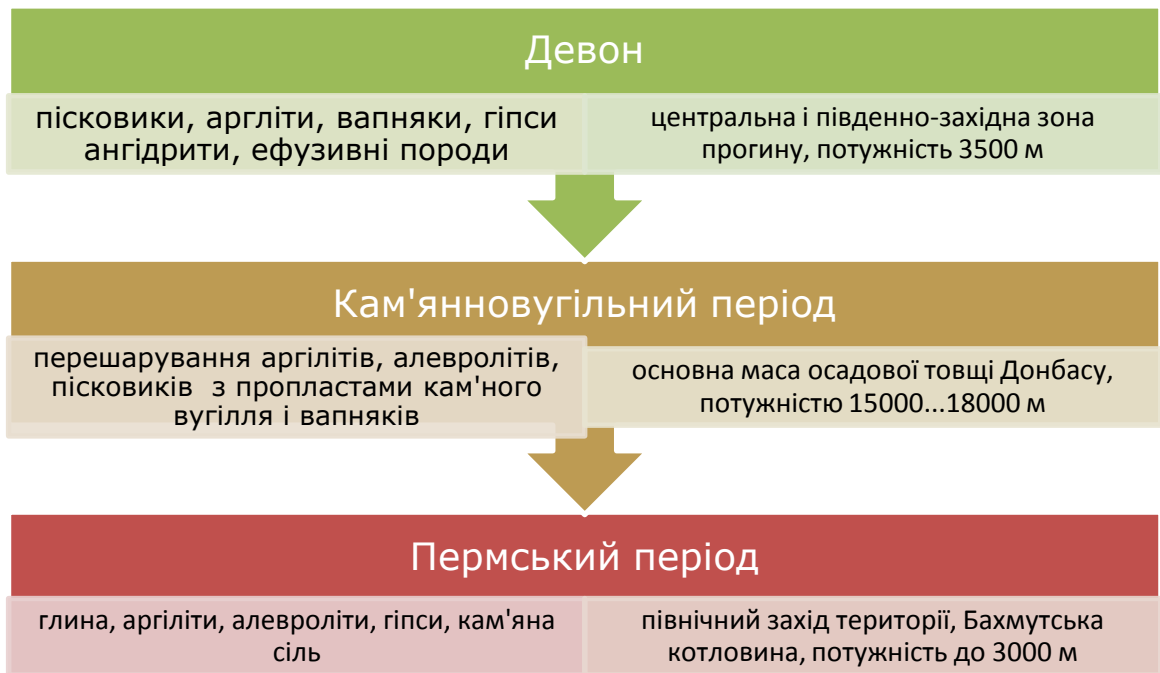 Девон
пісковики, аргліти, вапняки, гіпси
ангідрити, ефузивні породи
центральна і південно-західна зона
прогину, потужність 3500 м
Кам'янновугільний період
перешарування аргілітів, алевролітів,
пісковиків з пропластами кам'ного
вугілля і вапняків
основна маса осадової товщі Донбасу,
потужністю 15000...18000 м
Пермський період
глина, аргіліти, алевроліти, гіпси, кам'яна
сіль
північний захід території, Бахмутська
котловина, потужність до 3000 м